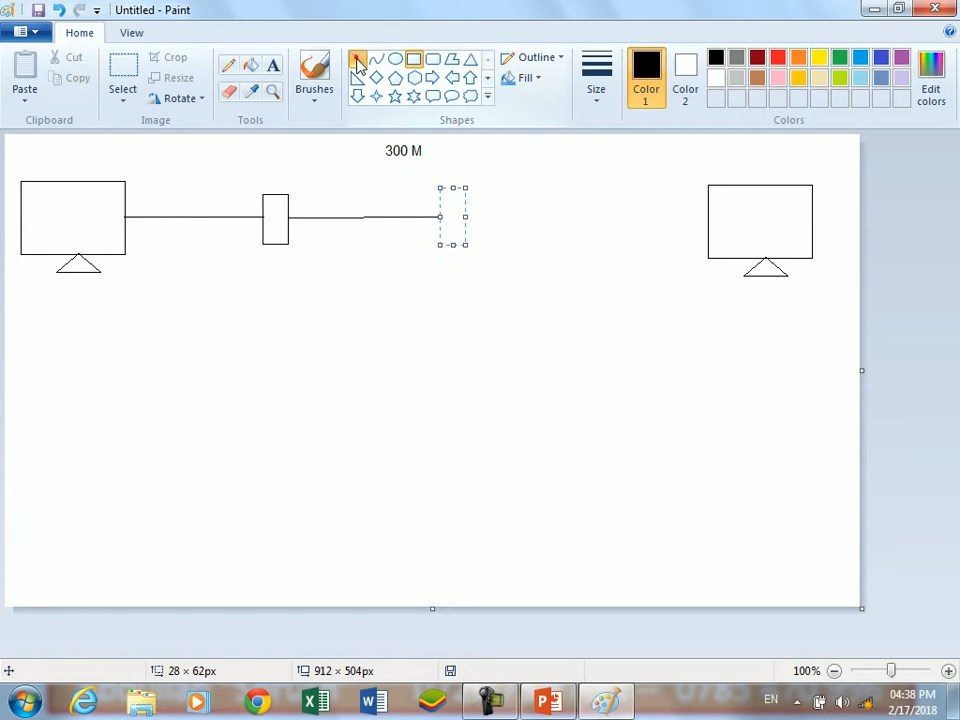 Untitled - Paint
Home
View
Paste
Cut
Copy
Clipboard
Select
Crop
Resize
Rotate
Image
A
Tools
Brushes
Shapes
Outline
Fill
Size
Color 1
Color 2
Edit colors
Colors
300 M
28 × 62px
912 × 504px
100%
EN
04:38 PM
2/17/2018